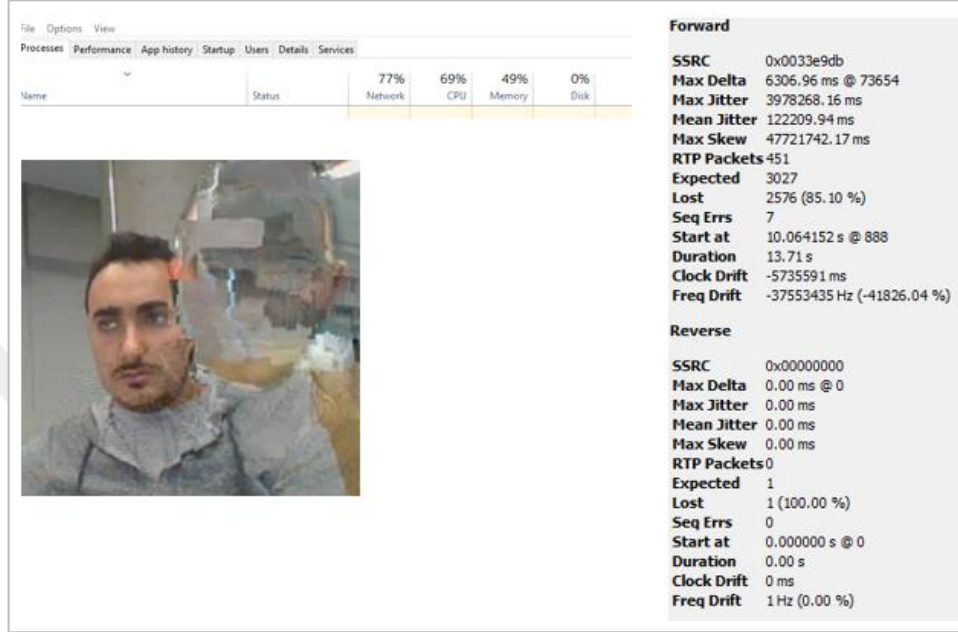 File Options View
Processes Performance App history Startup Users Details Services
77% 69% 49% 0%
Name Status Network CPU Memory Disk
Forward
SSRC 0x0033e9db
Max Delta 6306.96 ms @ 73654
Max Jitter 3978268.16 ms
Mean Jitter 122209.94 ms
Max Skew 47721742.17 ms
RTP Packets 451
Expected 3027
Lost 2576 (85.10 %)
Seq Errs 7
Start at 10.064152 s @ 888
Duration 13.71 s
Clock Drift -5735591 ms
Freq Drift -37553435 Hz (-41826.04 %)
Reverse
SSRC 0x00000000
Max Delta 0.00 ms @ 0
Max Jitter 0.00 ms
Mean Jitter 0.00 ms
Max Skew 0.00 ms
RTP Packets 0
Expected 1
Lost 1 (100.00 %)
Seq Errs 0
Start at 0.000000 s @ 0
Duration 0.00 s
Clock Drift 0 ms
Freq Drift 1 Hz (0.00 %)